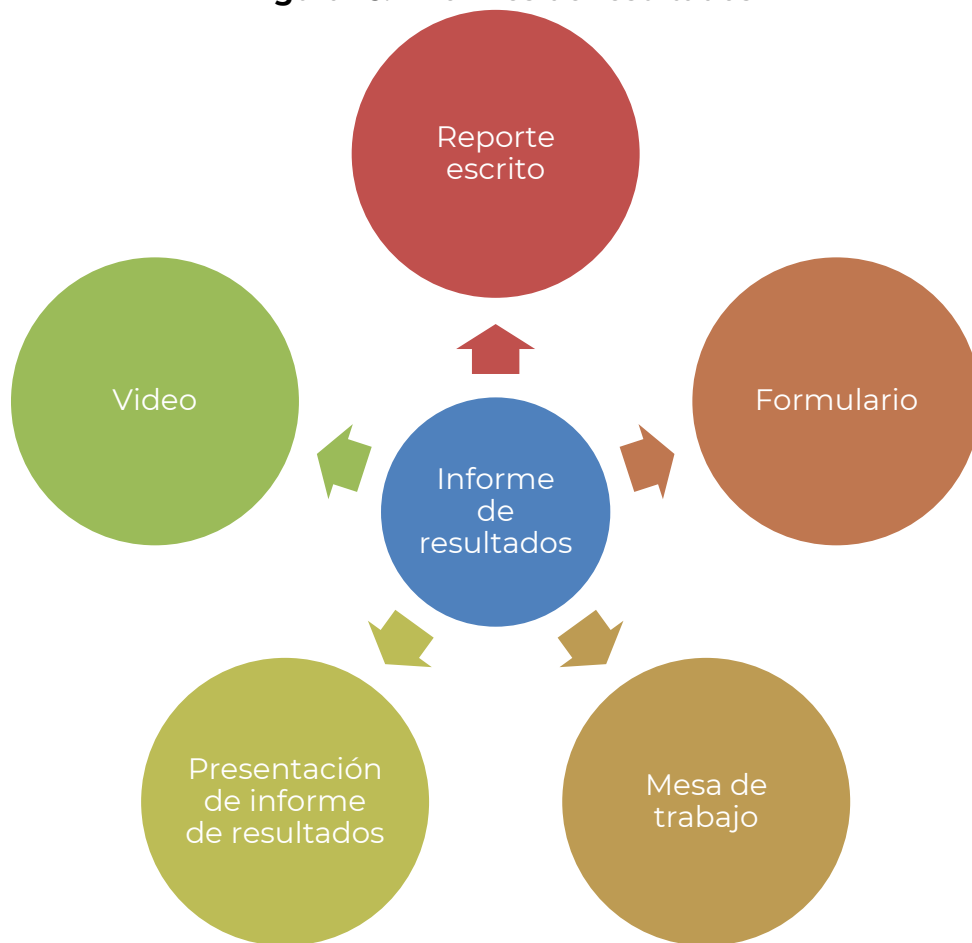 Reporte
escrito
Formulario
Mesa de
trabajo
Presentación
de informe
de resultados
Video
Informe
de
resultados